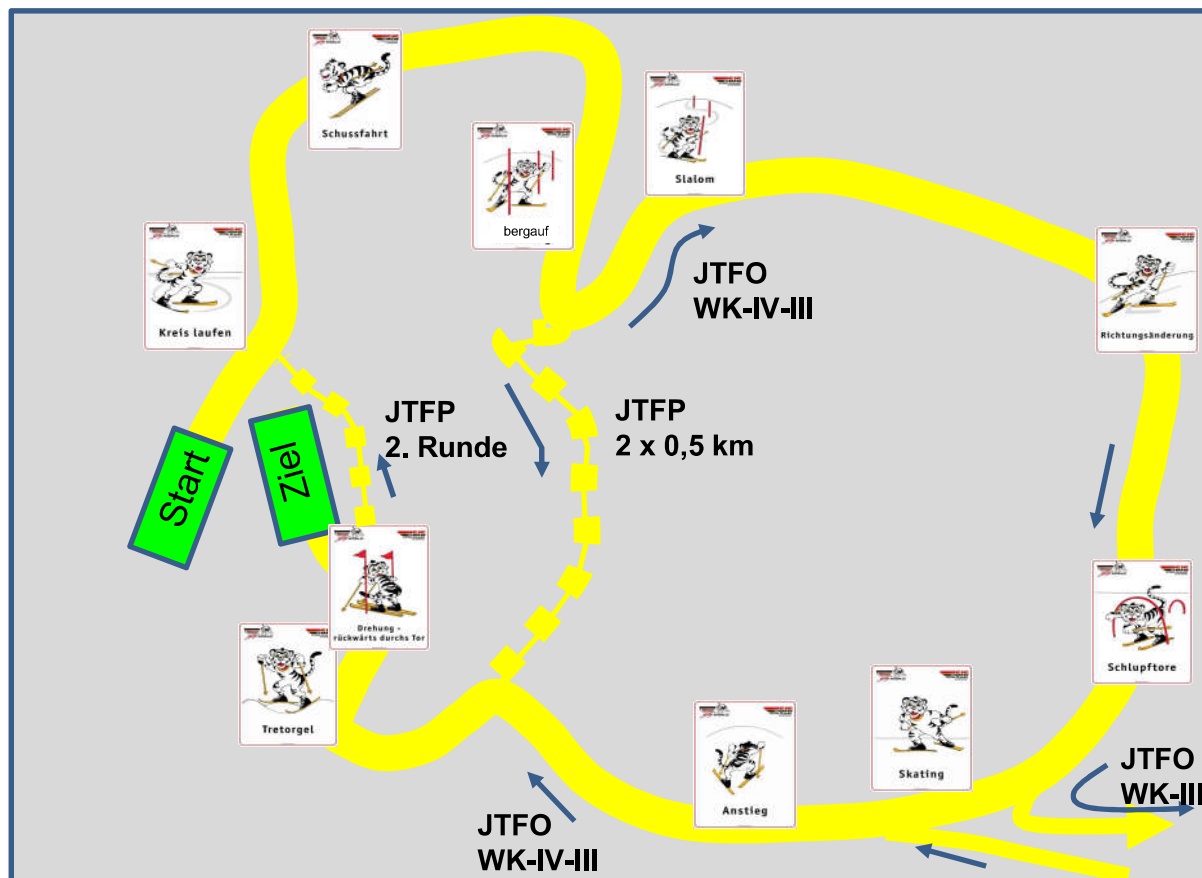 Schussfahrt
bergauf
Slalom
Kreis laufen
JTFO
WK-IV-III
Richtungsänderung
JTFP
2. Runde
JTFP
2 x 0,5 km
Start
Ziel
Drehung -
rückwärts durchs Tor
Tretorgel
Schlupftore
Skating
Anstieg
JTFO
WK-III
JTFO
WK-IV-III